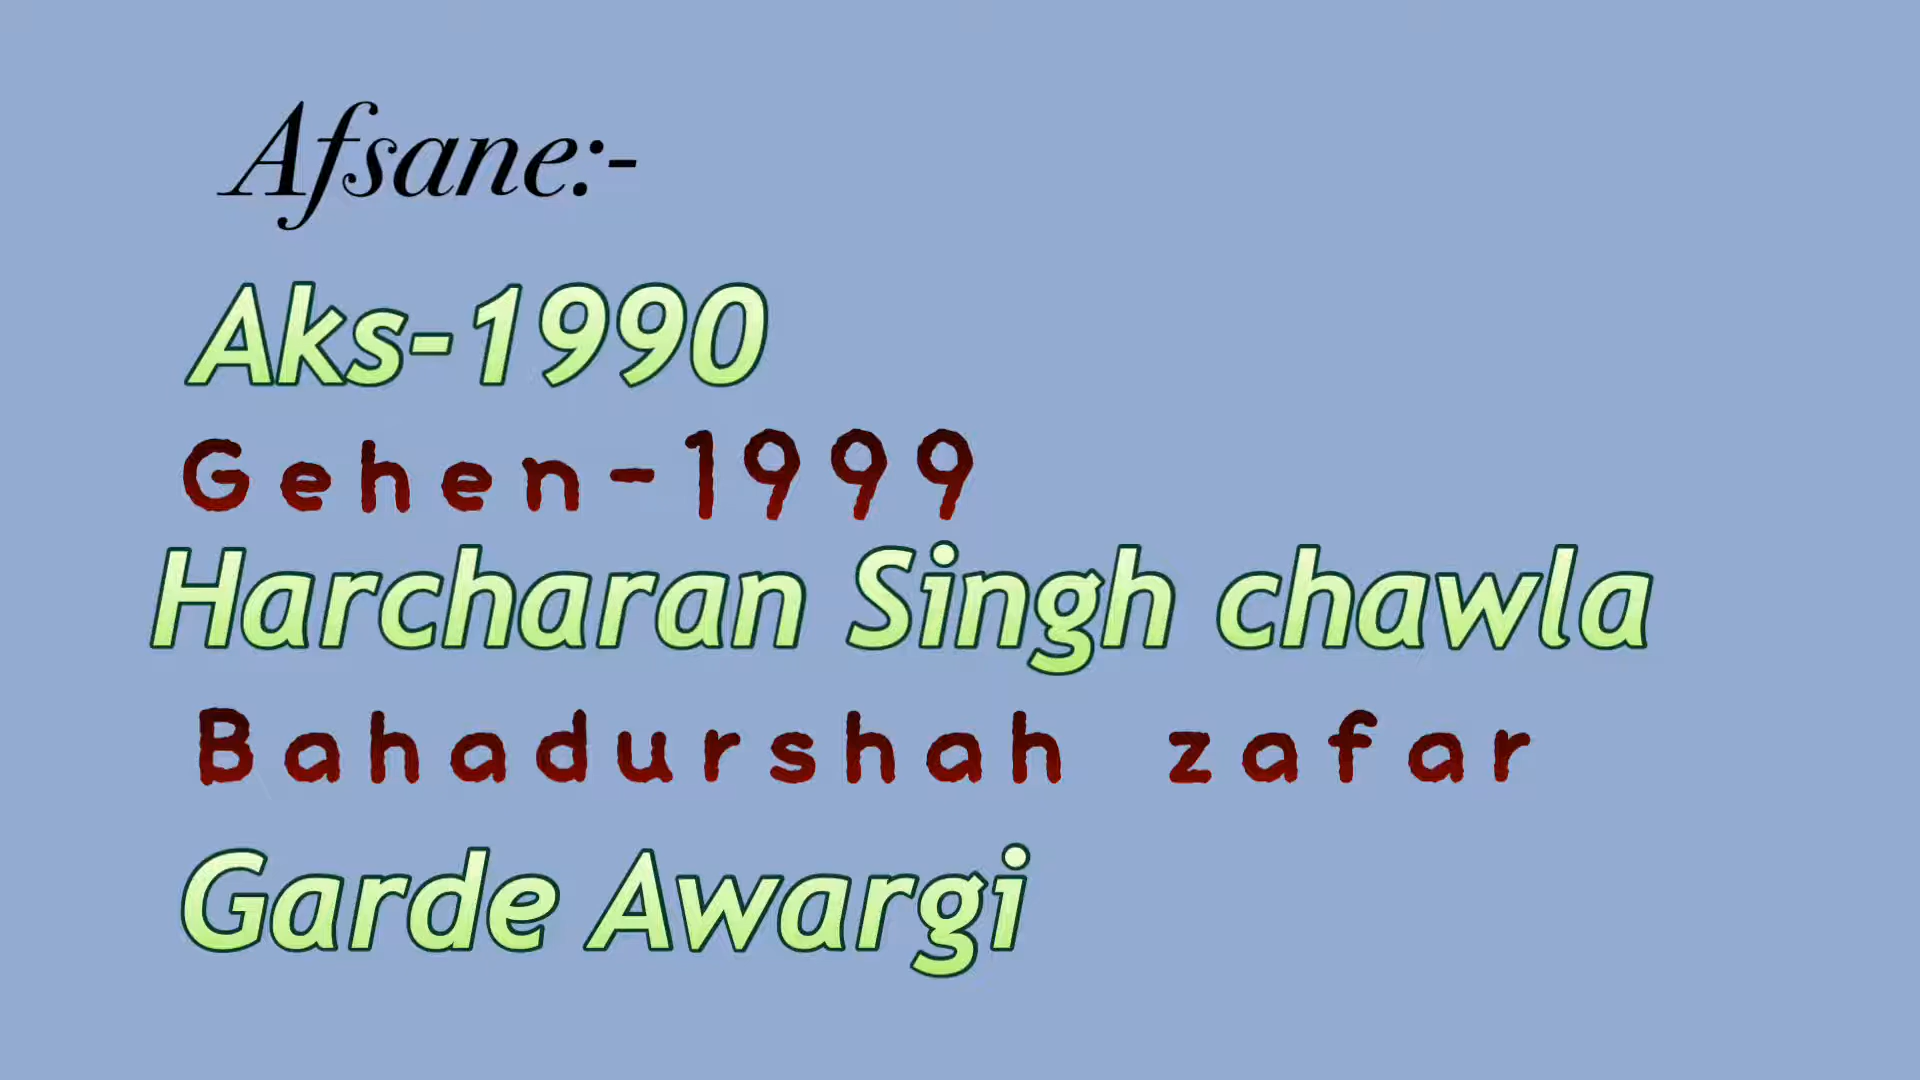 Afsane:-
Aks-1990
Gehen-1999
Harcharan Singh chawla
Bahadurshah zafar
Garde Awargi